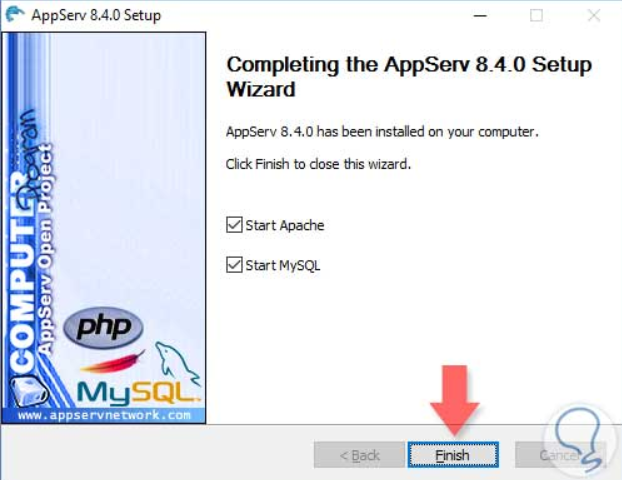 AppServ 8.4.0 Setup
Completing the AppServ 8.4.0 Setup
Wizard
AppServ 8.4.0 has been installed on your computer.
Click Finish to close this wizard.
Start Apache
Start MySQL
COMPUTER
Program
AppServ Open Project
php
MySQL
www.appservnetwork.com
< Back
Finish
Cancel